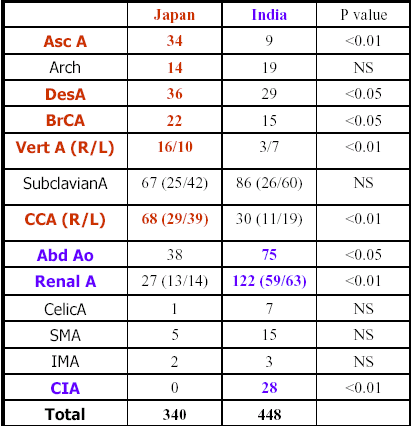 Japan India P value
Asc A 34 9 <0.01
Arch 14 19 NS
DesA 36 29 <0.05
BrCA 22 15 <0.05
Vert A (R/L) 16/10 3/7 <0.01
SubclavianA 67 (25/42) 86 (26/60) NS
CCA (R/L) 68 (29/39) 30 (11/19) <0.01
Abd Ao 38 75 <0.05
Renal A 27 (13/14) 122 (59/63) <0.01
CelicA 1 7 NS
SMA 5 15 NS
IMA 2 3 NS
CIA 0 28 <0.01
Total 340 448